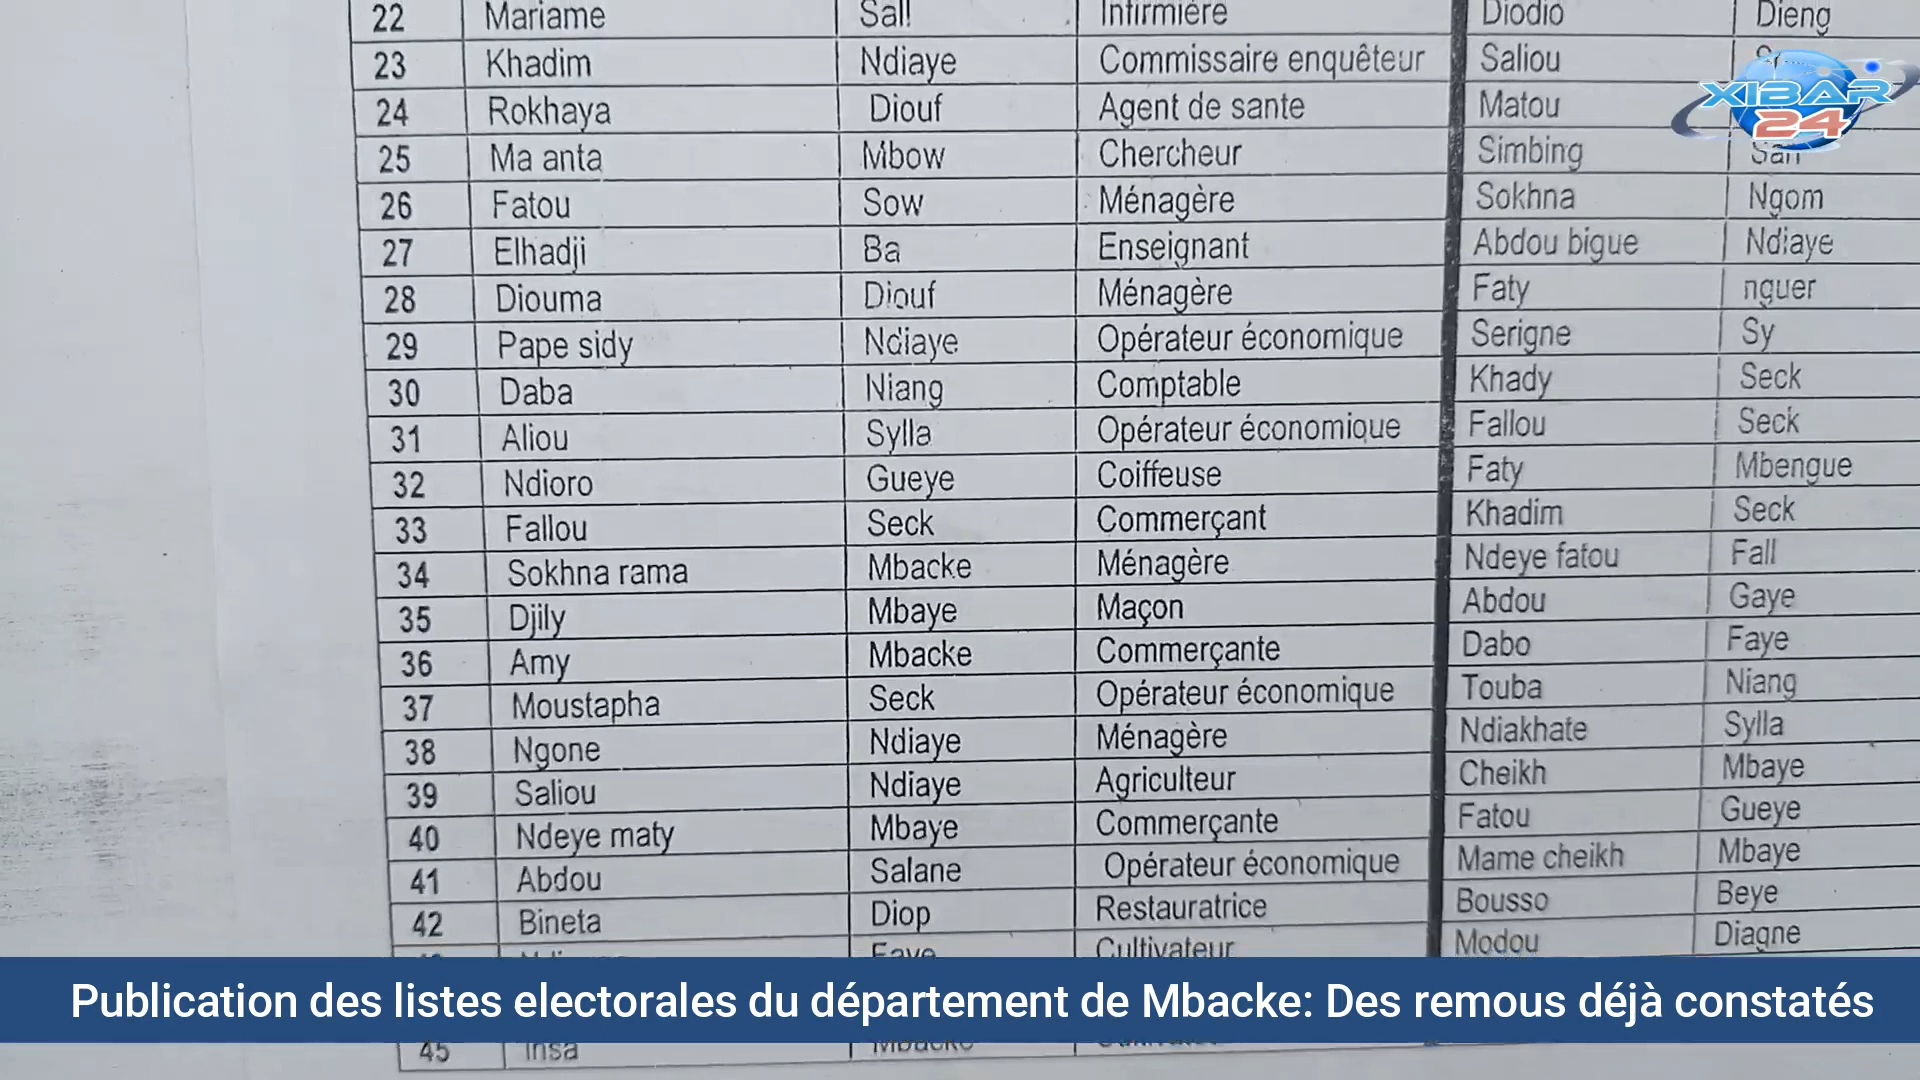 22 Mariame Sall Infirmière Diodio Dieng
23 Khadim Ndiaye Commissaire enquêteur Saliou
24 Rokhaya Diouf Agent de sante Matou
25 Ma anta Mbow Chercheur Simbing Sall
26 Fatou Sow Ménagère Sokhna Ngom
27 Elhadji Ba Enseignant Abdou bigue Ndiaye
28 Diouma Diouf Ménagère Faty nguer
29 Pape sidy Ndiaye Opérateur économique Serigne Sy
30 Daba Niang Comptable Khady Seck
31 Aliou Sylla Opérateur économique Fallou Seck
32 Ndioro Gueye Coiffeuse Faty Mbengue
33 Fallou Seck Commerçant Khadim Seck
34 Sokhna rama Mbacke Ménagère Ndeye fatou Fall
35 Djily Mbaye Maçon Abdou Gaye
36 Amy Mbacke Commerçante Dabo Faye
37 Moustapha Seck Opérateur économique Touba Niang
38 Ngone Ndiaye Ménagère Ndiakhate Sylla
39 Saliou Ndiaye Agriculteur Cheikh Mbaye
40 Ndeye maty Mbaye Commerçante Fatou Gueye
41 Abdou Salane Opérateur économique Mame cheikh Mbaye
42 Bineta Diop Restauratrice Bousso Beye
Faye Cultivateur Modou Diagne
45 Insa Mbacke
XIBAR
24
Publication des listes electorales du département de Mbacke: Des remous déjà constatés